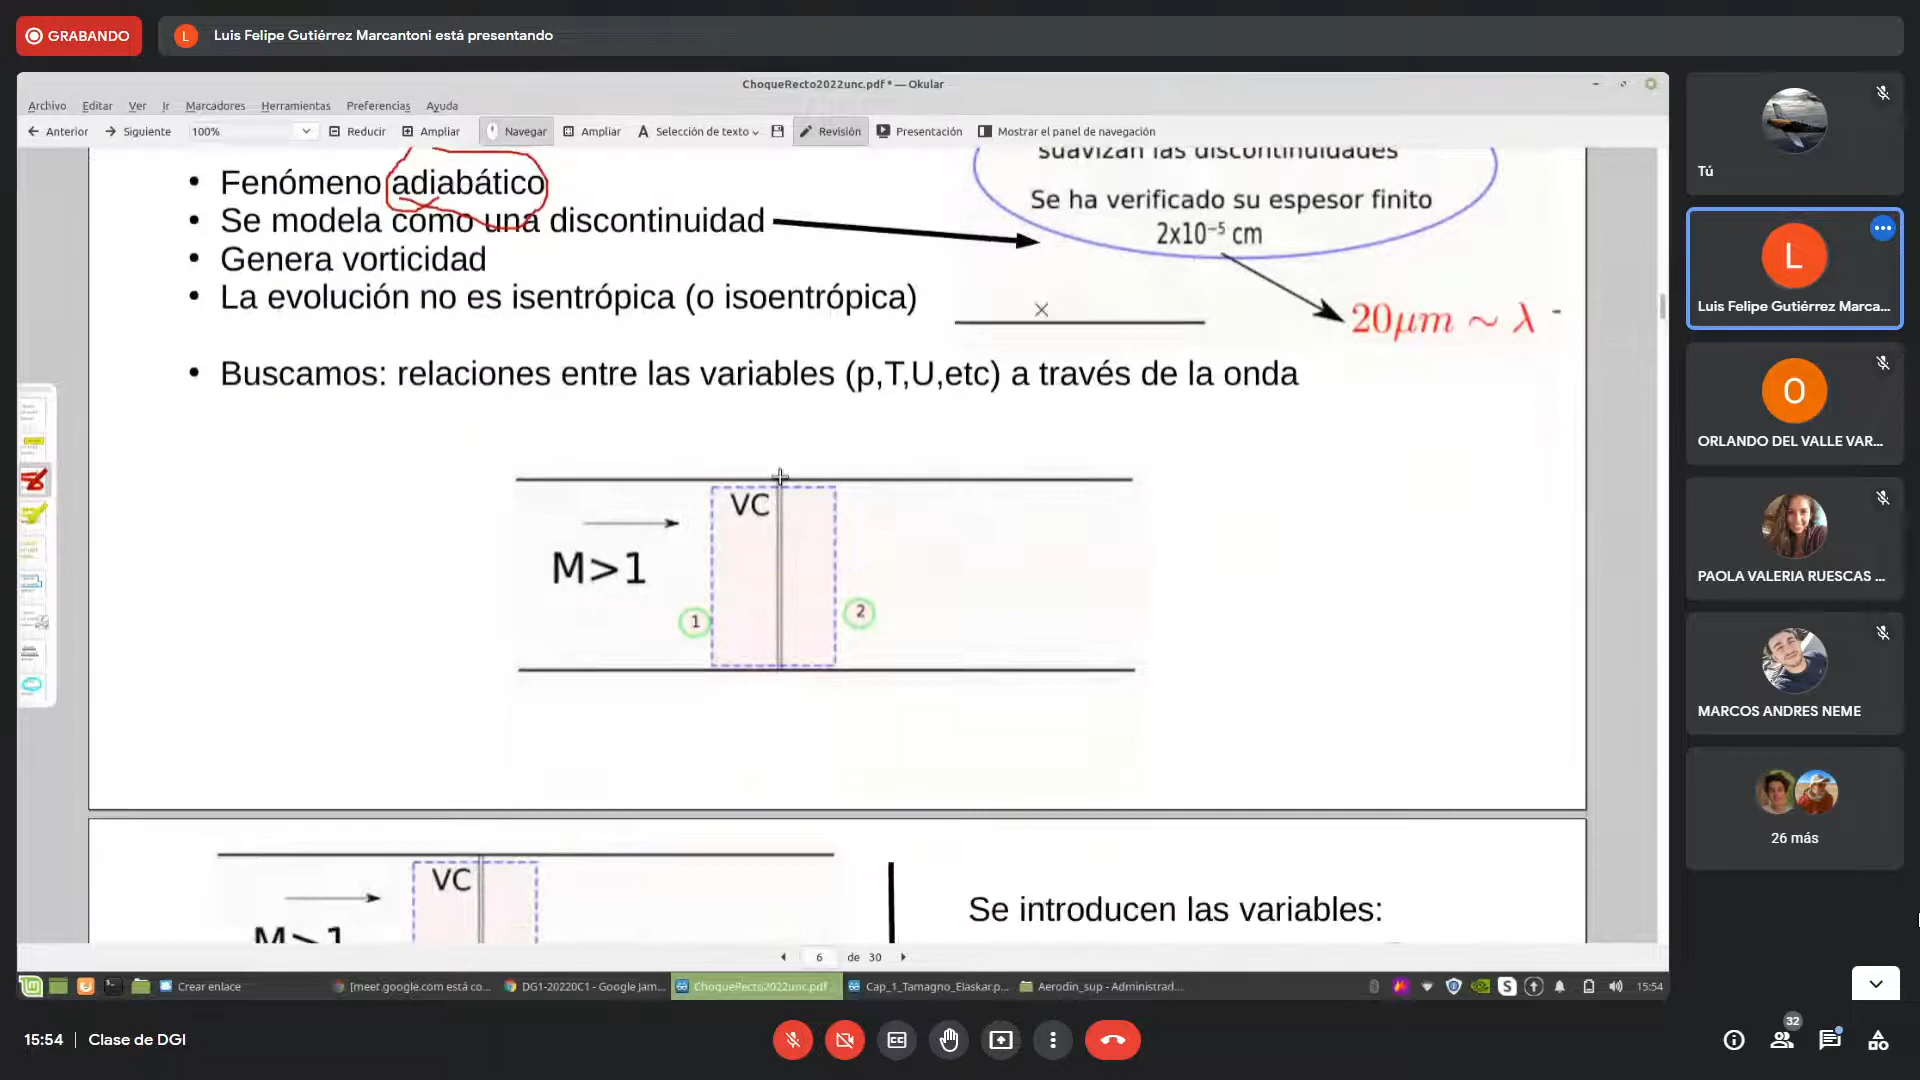 GRABANDO
L
Luis Felipe Gutiérrez Marcantoni está presentando
ChoqueRecto2022unc.pdf * — Okular
Archivo Editar Ver Ir Marcadores Herramientas Preferencias Ayuda
Anterior Siguiente 100% Reducir Ampliar Navegar Ampliar Selección de texto Revisión Presentación Mostrar el panel de navegación
suavizan las discontinuidades
• Fenómeno adiabático
Se ha verificado su espesor finito
• Se modela como una discontinuidad
2x10⁻⁵ cm
• Genera vorticidad
• La evolución no es isentrópica (o isoentrópica)
20μm ~ λ
• Buscamos: relaciones entre las variables (p,T,U,etc) a través de la onda
VC
M>1
1
2
VC
M>1
Se introducen las variables:
6 de 30
Crear enlace
[meet.google.com está co...
DG1-20220C1 - Google Jam...
ChoqueRecto2022unc.pdf
Cap_1_Tamagno_Elaskar.p...
Aerodin_sup - Administrad...
S
15:54
Tú
L
Luis Felipe Gutiérrez Marca...
O
ORLANDO DEL VALLE VAR...
PAOLA VALERIA RUESCAS ...
MARCOS ANDRES NEME
26 más
15:54 | Clase de DGI
32